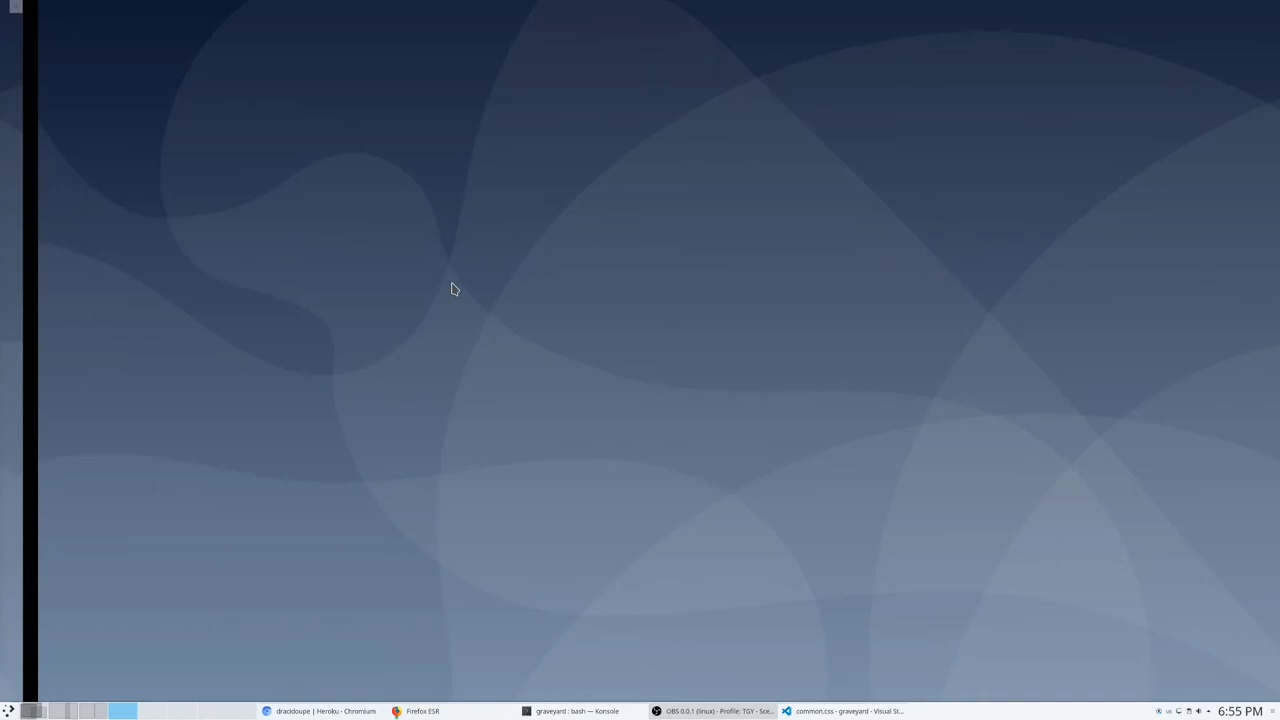 dracidoupe | Heroku - Chromium
Firefox ESR
graveyard : bash — Konsole
OBS 0.0.1 (linux) - Profile: TGY - Sce...
common.css - graveyard - Visual St...
us
6:55 PM